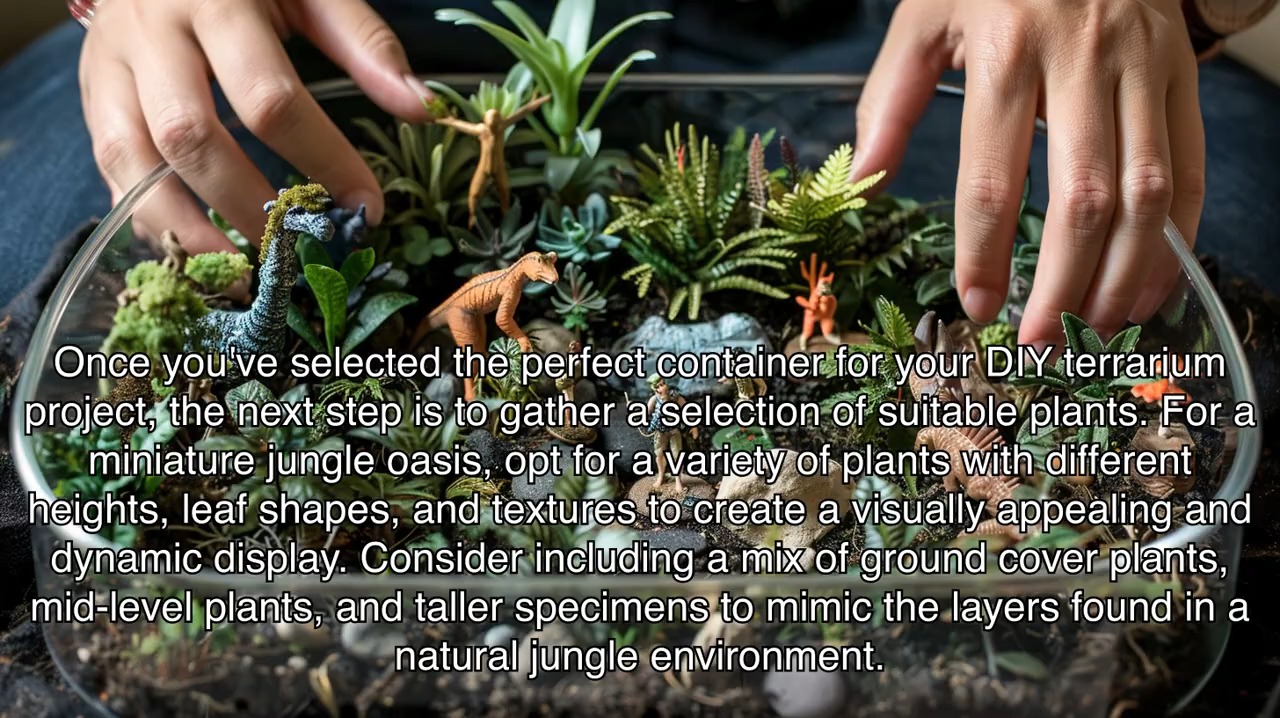 Once you've selected the perfect container for your DIY terrarium
project, the next step is to gather a selection of suitable plants. For a
miniature jungle oasis, opt for a variety of plants with different
heights, leaf shapes, and textures to create a visually appealing and
dynamic display. Consider including a mix of ground cover plants,
mid-level plants, and taller specimens to mimic the layers found in a
natural jungle environment.